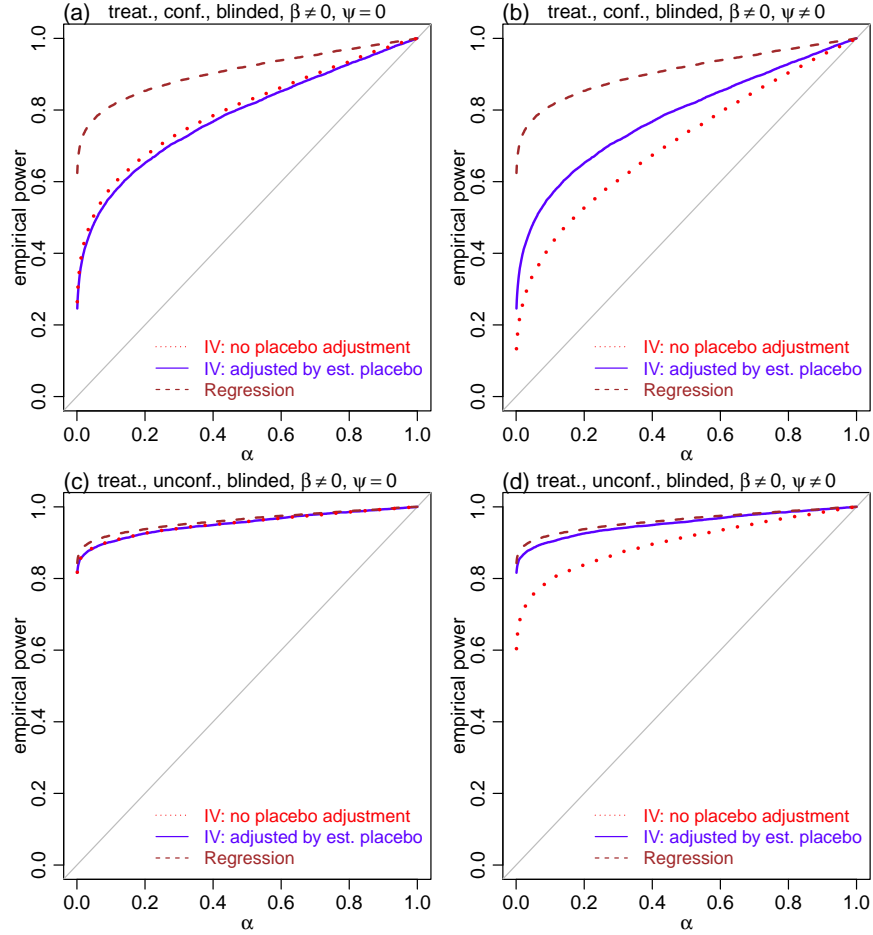 (a) treat., conf., blinded, β ≠ 0, ψ = 0
empirical power
0.0 0.2 0.4 0.6 0.8 1.0
IV: no placebo adjustment
IV: adjusted by est. placebo
Regression
0.0 0.2 0.4 0.6 0.8 1.0
α
(b) treat., conf., blinded, β ≠ 0, ψ ≠ 0
empirical power
0.0 0.2 0.4 0.6 0.8 1.0
IV: no placebo adjustment
IV: adjusted by est. placebo
Regression
0.0 0.2 0.4 0.6 0.8 1.0
α
(c) treat., unconf., blinded, β ≠ 0, ψ = 0
empirical power
0.0 0.2 0.4 0.6 0.8 1.0
IV: no placebo adjustment
IV: adjusted by est. placebo
Regression
0.0 0.2 0.4 0.6 0.8 1.0
α
(d) treat., unconf., blinded, β ≠ 0, ψ ≠ 0
empirical power
0.0 0.2 0.4 0.6 0.8 1.0
IV: no placebo adjustment
IV: adjusted by est. placebo
Regression
0.0 0.2 0.4 0.6 0.8 1.0
α